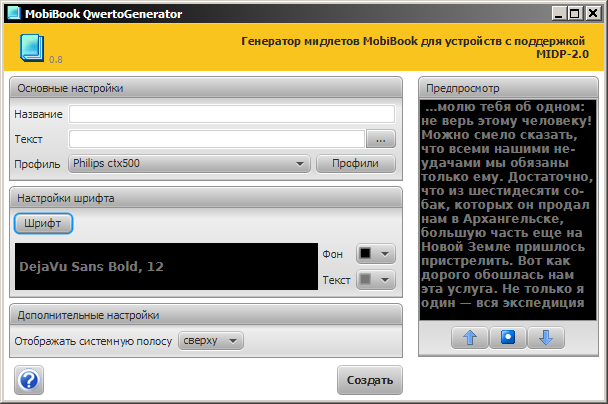 MobiBook QwertoGenerator
0.8
Генератор мидлетов MobiBook для устройств с поддержкой
MIDP-2.0
Основные настройки
Название
Текст
...
Профиль
Philips ctx500
Профили
Настройки шрифта
Шрифт
DejaVu Sans Bold, 12
Фон
Текст
Дополнительные настройки
Отображать системную полосу
сверху
?
Создать
Предпросмотр
...молю тебя об одном:
не верь этому человеку!
Можно смело сказать,
что всеми нашими не-
удачами мы обязаны
только ему. Достаточно,
что из шестидесяти со-
бак, которых он продал
нам в Архангельске,
большую часть еще на
Новой Земле пришлось
пристрелить. Вот как
дорого обошлась нам
эта услуга. Не только я
один — вся экспедиция